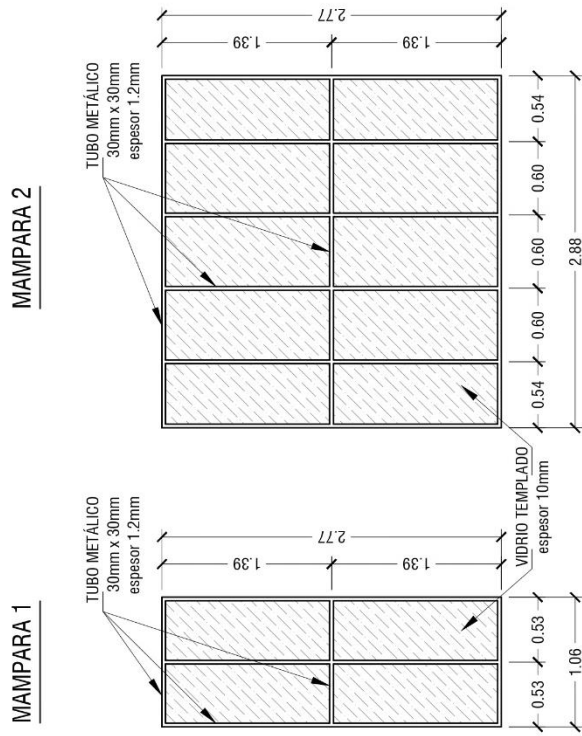 MAMPARA 1
TUBO METÁLICO
30mm x 30mm
espesor 1.2mm
1.39
1.39
2.77
0.53
0.53
1.06
VIDRIO TEMPLADO
espesor 10mm
MAMPARA 2
TUBO METÁLICO
30mm x 30mm
espesor 1.2mm
1.39
1.39
2.77
0.54
0.60
0.60
0.60
0.54
2.88